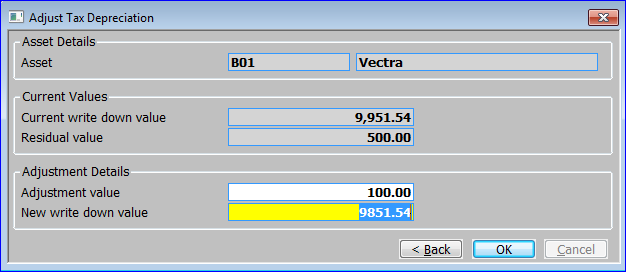 Adjust Tax Depreciation
Asset Details
Asset B01 Vectra
Current Values
Current write down value 9,951.54
Residual value 500.00
Adjustment Details
Adjustment value 100.00
New write down value 9851.54
< Back OK Cancel